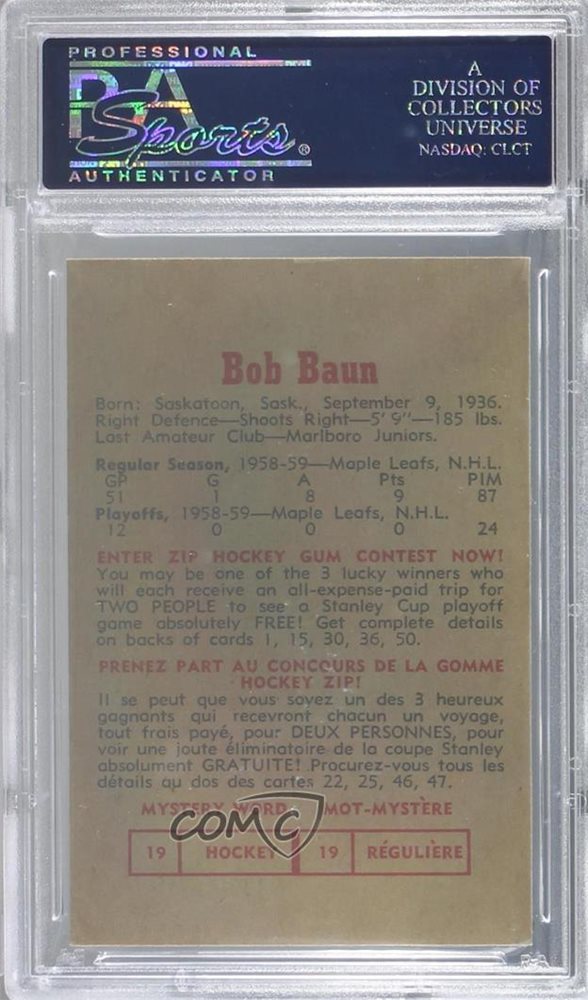 PROFESSIONAL
PSA
Sports®
AUTHENTICATOR
A
DIVISION OF
COLLECTORS
UNIVERSE
NASDAQ: CLCT
Bob Baun
Born: Saskatoon, Sask., September 9, 1936.
Right Defence—Shoots Right—5' 9"—185 lbs.
Last Amateur Club—Marlboro Juniors.
Regular Season, 1958-59—Maple Leafs, N.H.L.
GP G A Pts PIM
51 1 8 9 87
Playoffs, 1958-59—Maple Leafs, N.H.L.
12 0 0 0 24
ENTER ZIP HOCKEY GUM CONTEST NOW!
You may be one of the 3 lucky winners who
will each receive an all-expense-paid trip for
TWO PEOPLE to see a Stanley Cup playoff
game absolutely FREE! Get complete details
on backs of cards 1, 15, 30, 36, 50.
PRENEZ PART AU CONCOURS DE LA GOMME
HOCKEY ZIP!
Il se peut que vous soyez un des 3 heureux
gagnants qui recevront chacun un voyage,
tout frais payé, pour DEUX PERSONNES, pour
voir une joute éliminatoire de la coupe Stanley
absolument GRATUITE! Procurez-vous tous les
détails au dos des cartes 22, 25, 46, 47.
MYSTERY WORD MOT-MYSTÈRE
COMC
19 HOCKEY 19 RÉGULIÈRE
PSA